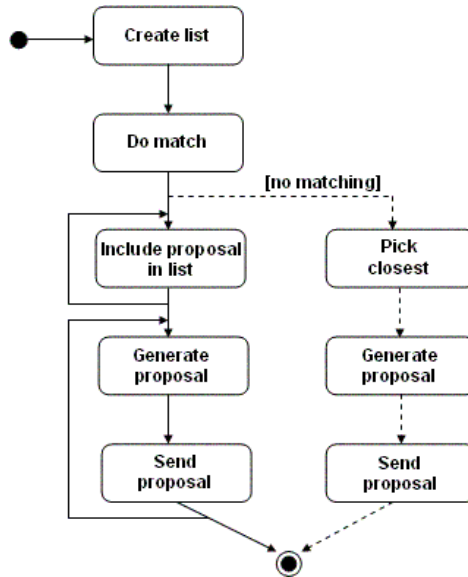 Create list
Do match
[no matching]
Include proposal
in list
Pick
closest
Generate
proposal
Generate
proposal
Send
proposal
Send
proposal